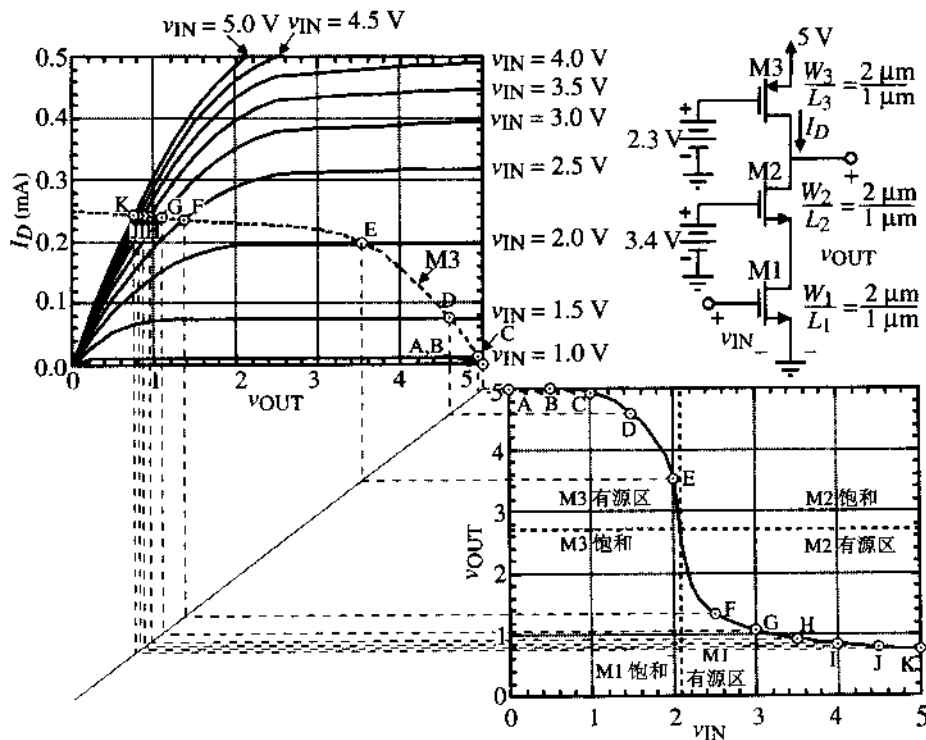 vIN = 5.0 V
vIN = 4.5 V
0.5
0.4
0.3
0.2
0.1
0.0
ID (mA)
K
J
I
H
G
F
E
M3
D
C
A,B
vIN = 4.0 V
vIN = 3.5 V
vIN = 3.0 V
vIN = 2.5 V
vIN = 2.0 V
vIN = 1.5 V
vIN = 1.0 V
0
1
2
3
4
5
vOUT
5 V
M3
W3/L3 = 2 μm/1 μm
ID
+
2.3 V
−
+
M2
W2/L2 = 2 μm/1 μm
+
3.4 V
−
vOUT
M1
W1/L1 = 2 μm/1 μm
+
vIN
−
−
5
4
3
2
1
0
vOUT
A
B
C
D
E
F
G
H
I
J
K
M3 有源区
M2 饱和
M3 饱和
M2 有源区
M1 饱和
M1
有源区
0
1
2
3
4
5
vIN